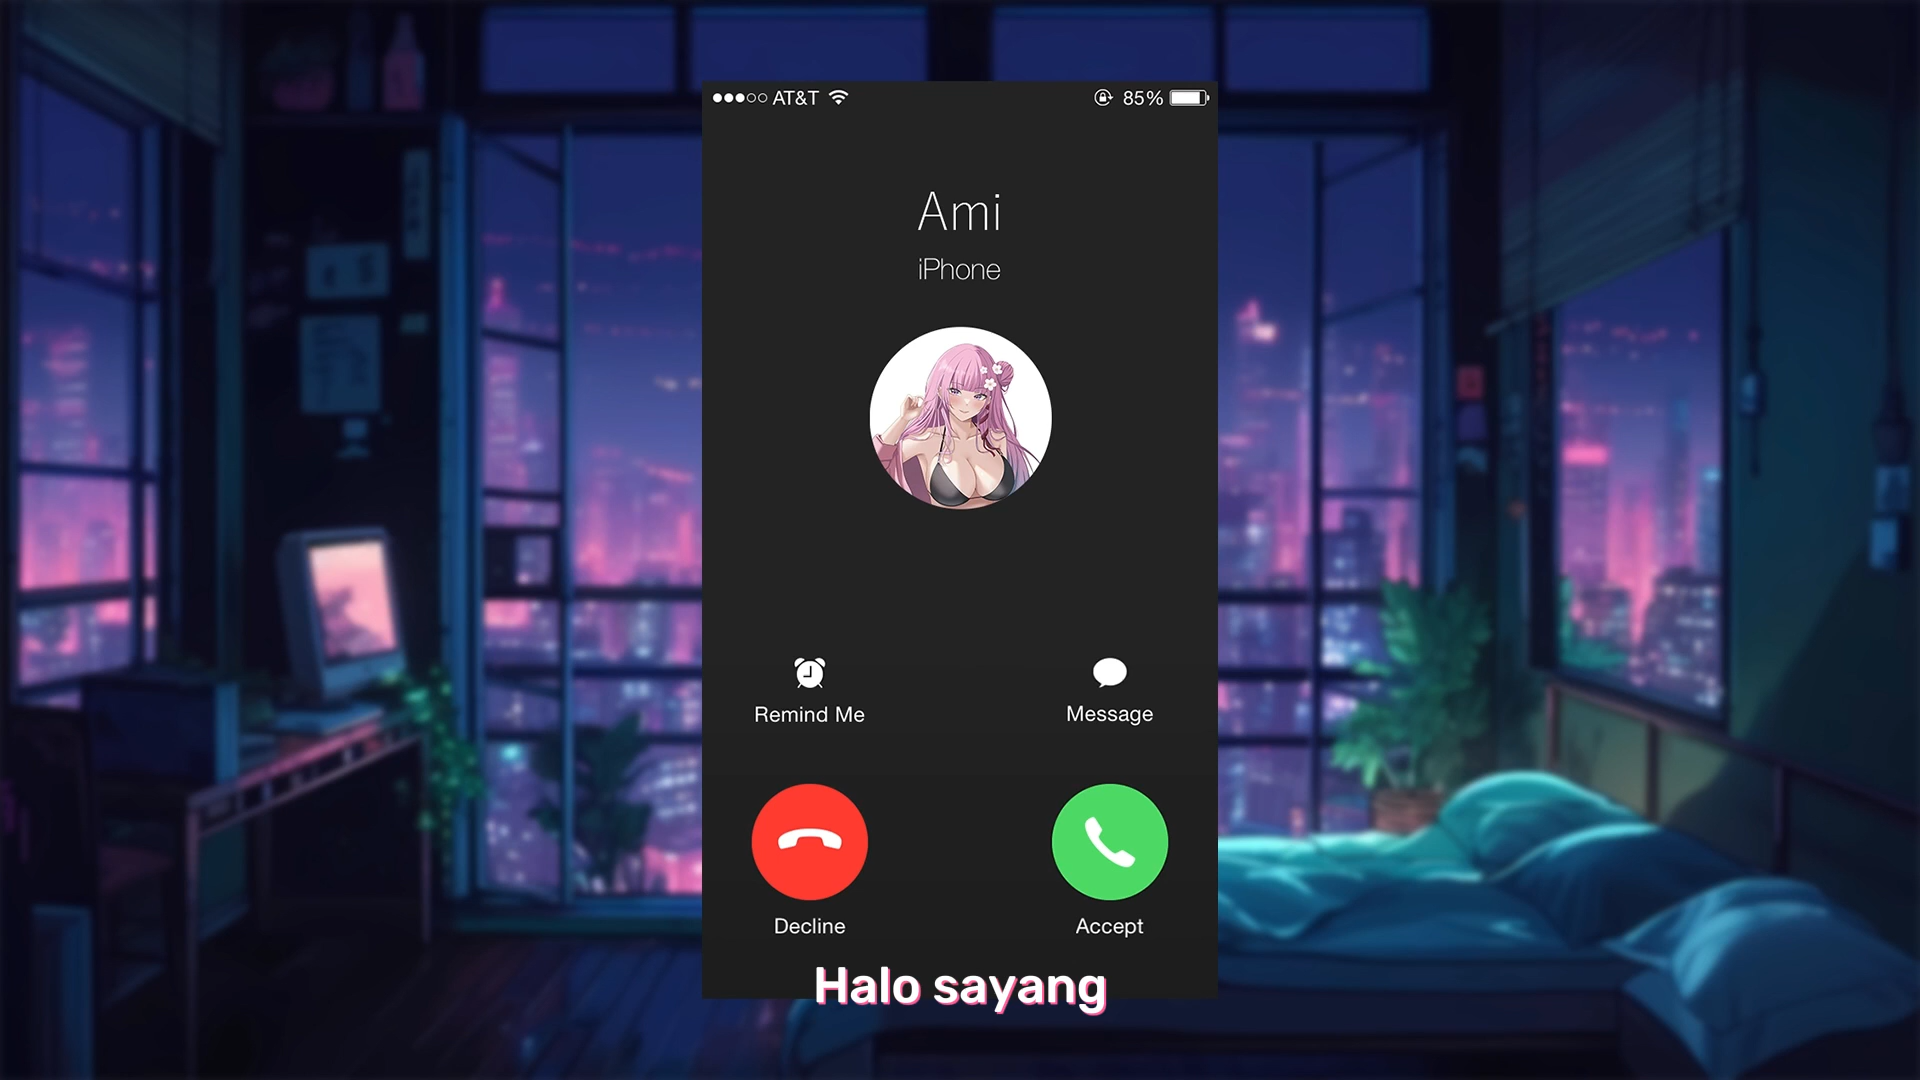 AT&T 85%
Ami
iPhone
Remind Me Message
Decline Accept
Halo sayang